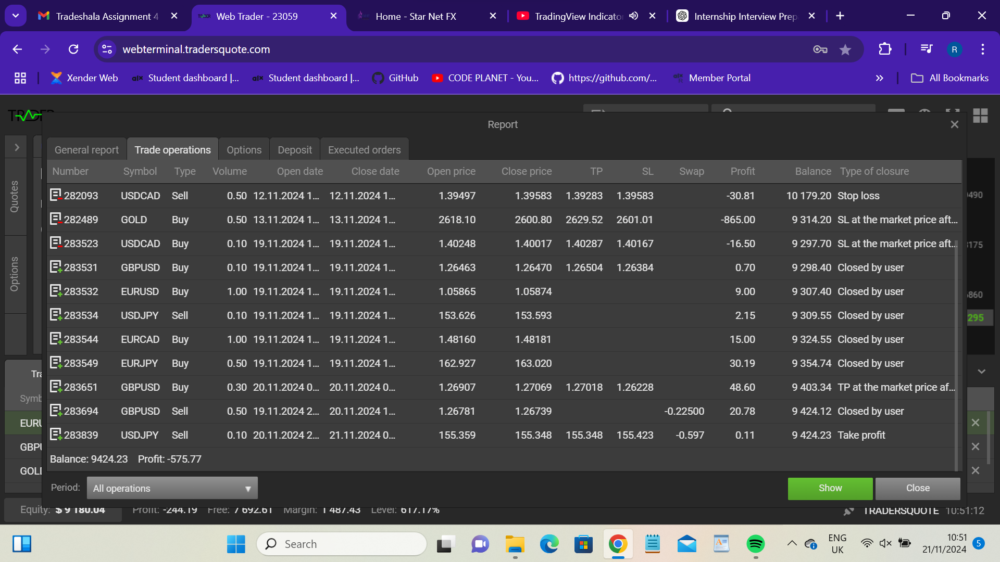 Tradeshala Assignment 4
Web Trader - 23059
Home - Star Net FX
TradingView Indicator
Internship Interview Prep
webterminal.tradersquote.com
R
Xender Web
Student dashboard |...
Student dashboard |...
GitHub
CODE PLANET - You...
https://github.com/...
Member Portal
All Bookmarks
Report
General report
Trade operations
Options
Deposit
Executed orders
Number Symbol Type Volume Open date Close date Open price Close price TP SL Swap Profit Balance Type of closure
282093 USDCAD Sell 0.50 12.11.2024 1... 12.11.2024 1... 1.39497 1.39583 1.39283 1.39583 -30.81 10 179.20 Stop loss
282489 GOLD Buy 0.50 13.11.2024 1... 13.11.2024 1... 2618.10 2600.80 2629.52 2601.01 -865.00 9 314.20 SL at the market price aft...
283523 USDCAD Buy 0.10 19.11.2024 1... 19.11.2024 1... 1.40248 1.40017 1.40287 1.40167 -16.50 9 297.70 SL at the market price aft...
283531 GBPUSD Buy 0.10 19.11.2024 1... 19.11.2024 1... 1.26463 1.26470 1.26504 1.26384 0.70 9 298.40 Closed by user
283532 EURUSD Buy 1.00 19.11.2024 1... 19.11.2024 1... 1.05865 1.05874 9.00 9 307.40 Closed by user
283534 USDJPY Sell 0.10 19.11.2024 1... 19.11.2024 1... 153.626 153.593 2.15 9 309.55 Closed by user
283544 EURCAD Buy 1.00 19.11.2024 1... 19.11.2024 1... 1.48160 1.48181 15.00 9 324.55 Closed by user
283549 EURJPY Buy 0.50 19.11.2024 1... 19.11.2024 1... 162.927 163.020 30.19 9 354.74 Closed by user
283651 GBPUSD Buy 0.30 20.11.2024 0... 20.11.2024 0... 1.26907 1.27069 1.27018 1.26228 48.60 9 403.34 TP at the market price af...
283694 GBPUSD Sell 0.50 19.11.2024 2... 20.11.2024 1... 1.26781 1.26739 -0.22500 20.78 9 424.12 Closed by user
283839 USDJPY Sell 0.10 20.11.2024 2... 21.11.2024 0... 155.359 155.348 155.348 155.423 -0.597 0.11 9 424.23 Take profit
Balance: 9424.23 Profit: -575.77
Period: All operations
Show
Close
Quotes
Options
Tra
Symb
EURU
GBPU
GOL
490
175
860
295
Equity: $ 9 180.04 Profit: -244.19 Free: 7 692.61 Margin: 1 487.43 Level: 617.17% TRADERSQUOTE 10:51:12
Search
ENG
UK
10:51
21/11/2024
5